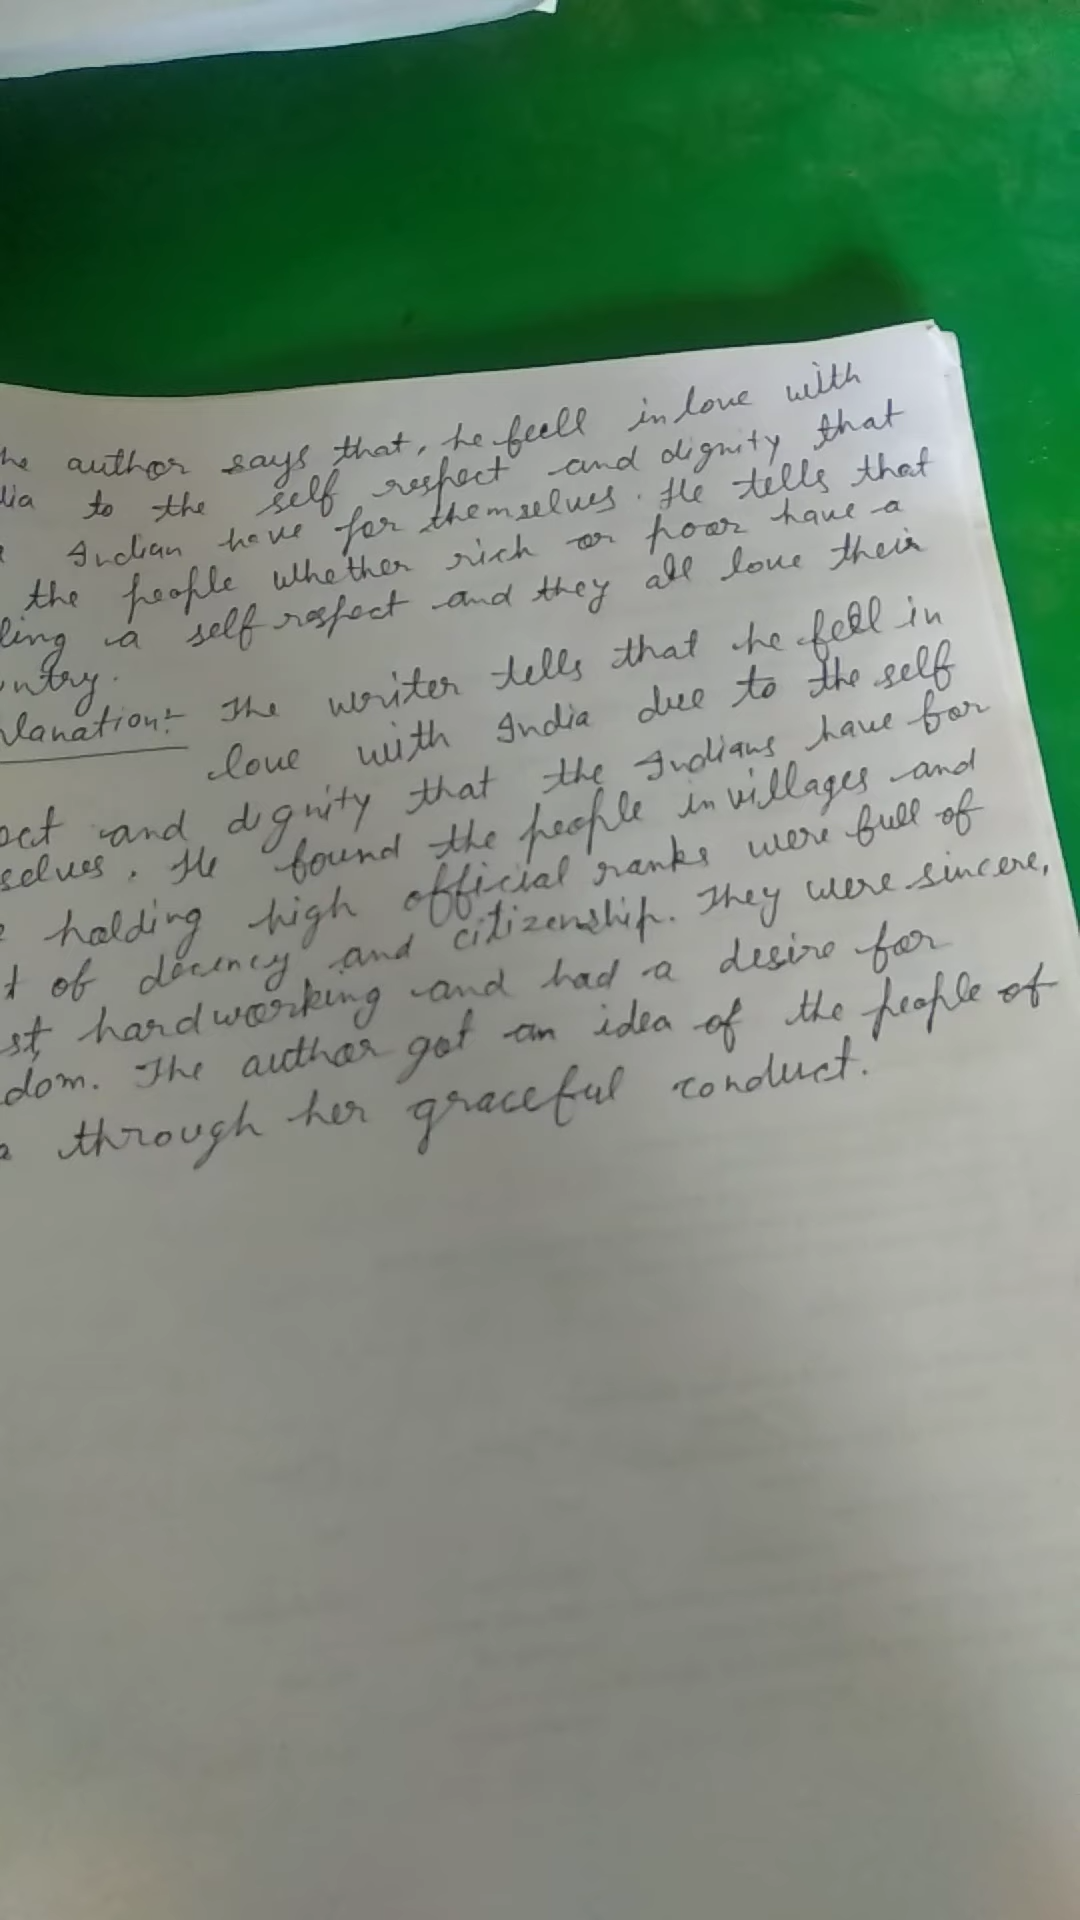 he author says that, he feell in love with
dia to the self respect and dignity that
e Indian have for themselves. He tells that
the people whether rich or poor have a
ling a self respect and they all love their
ntry.
lanation:- The writer tells that he fell in
love with India due to the self
ect and dignity that the Indians have for
selves. He found the people in villages and
e holding high official ranks were full of
t of decency and citizenship. They were sincere,
st hardworking and had a desire for
dom. The author got an idea of the people of
a through her graceful conduct.